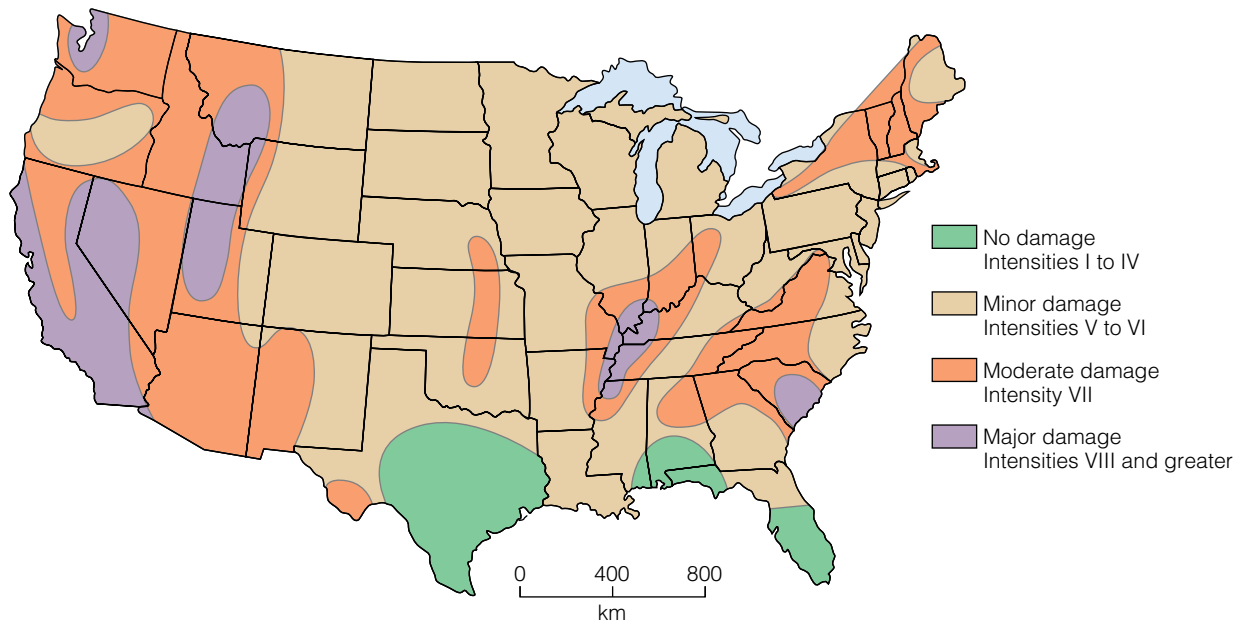 No damage
Intensities I to IV
Minor damage
Intensities V to VI
Moderate damage
Intensity VII
Major damage
Intensities VIII and greater
0 400 800
km